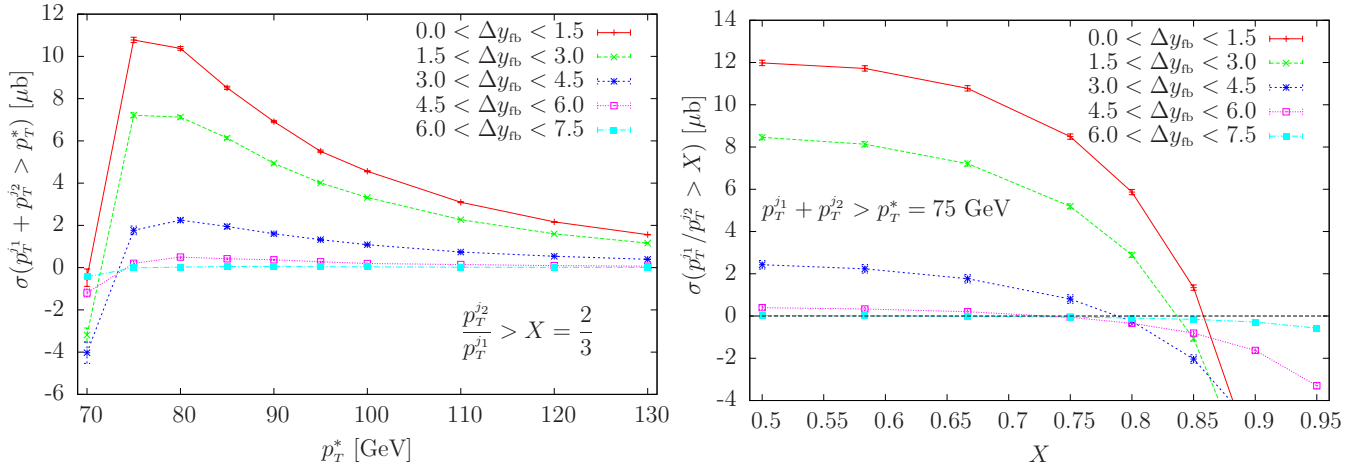 σ(p_T^{j1} + p_T^{j2} > p_T^*) [μb]
12
10
8
6
4
2
0
-2
-4
-6
0.0 < Δy_fb < 1.5
1.5 < Δy_fb < 3.0
3.0 < Δy_fb < 4.5
4.5 < Δy_fb < 6.0
6.0 < Δy_fb < 7.5
p_T^{j2} / p_T^{j1} > X = 2/3
70 80 90 100 110 120 130
p_T^* [GeV]
σ(p_T^{j1}/p_T^{j2} > X) [μb]
14
12
10
8
6
4
2
0
-2
-4
0.0 < Δy_fb < 1.5
1.5 < Δy_fb < 3.0
3.0 < Δy_fb < 4.5
4.5 < Δy_fb < 6.0
6.0 < Δy_fb < 7.5
p_T^{j1} + p_T^{j2} > p_T^* = 75 GeV
0.5 0.55 0.6 0.65 0.7 0.75 0.8 0.85 0.9 0.95
X